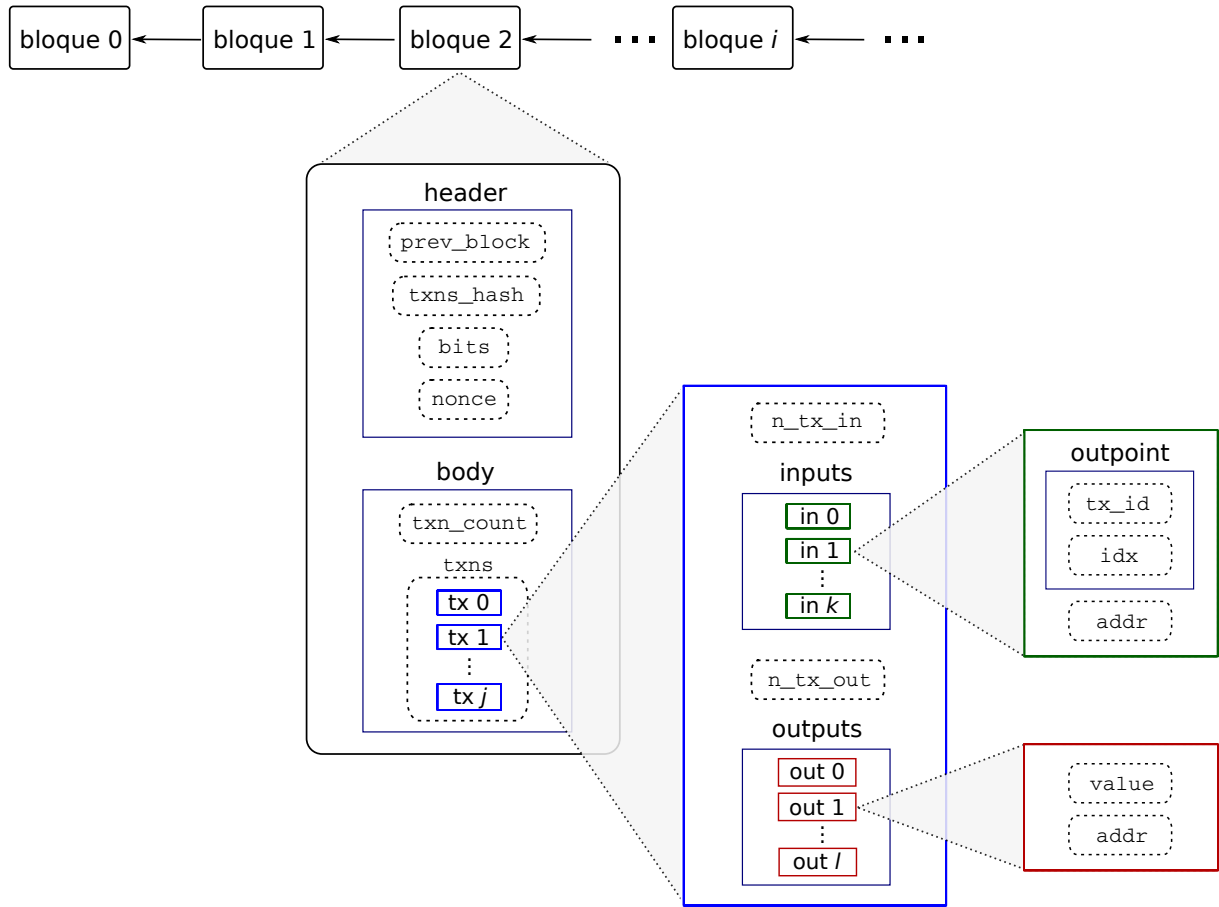 bloque 0
bloque 1
bloque 2
...
bloque i
...
header
prev_block
txns_hash
bits
nonce
body
txn_count
txns
tx 0
tx 1
⋮
tx j
n_tx_in
inputs
in 0
in 1
⋮
in k
n_tx_out
outputs
out 0
out 1
⋮
out l
outpoint
tx_id
idx
addr
value
addr